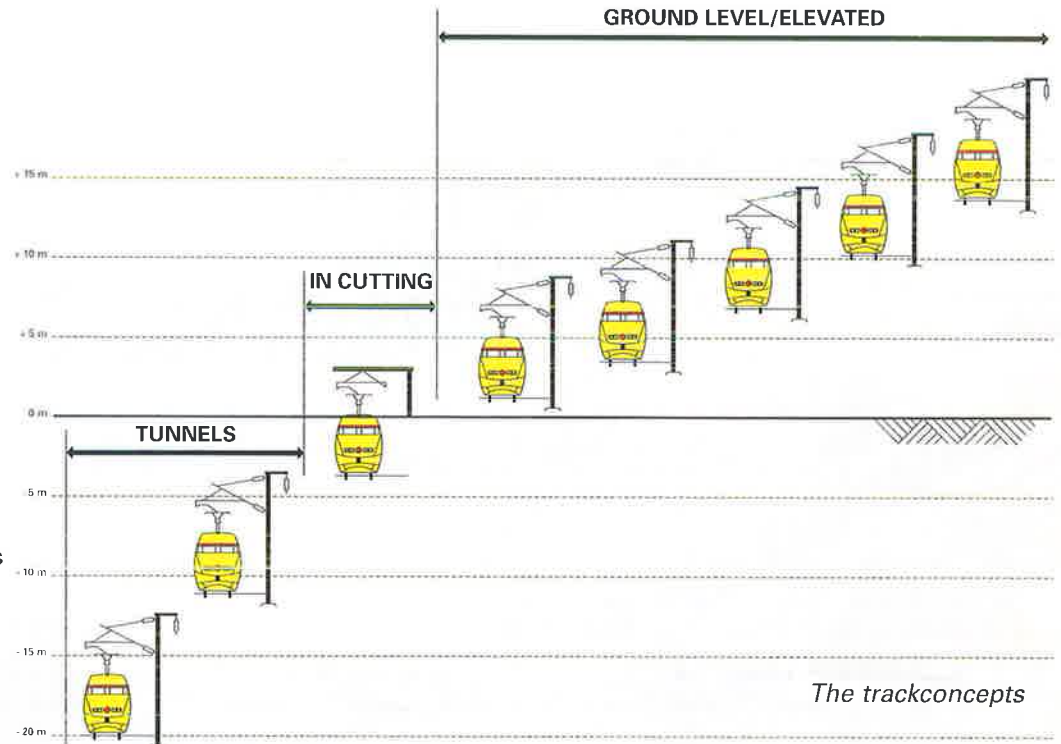 GROUND LEVEL/ELEVATED
+ 15 m
+ 10 m
IN CUTTING
+ 5 m
0 m
TUNNELS
5 m
s
- 10 m
- 15 m
The trackconcepts
- 20 m